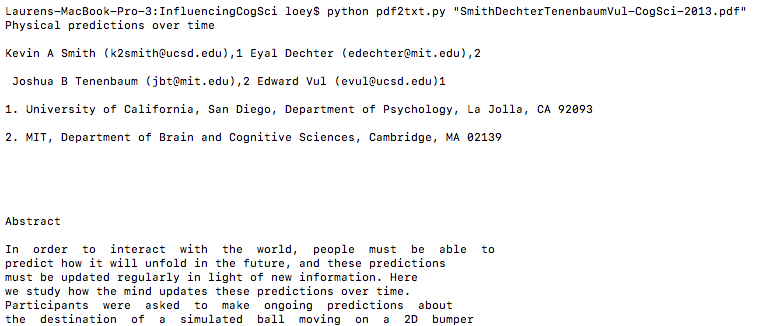 Laurens-MacBook-Pro-3:InfluencingCogSci loey$ python pdf2txt.py "SmithDechterTenenbaumVul-CogSci-2013.pdf"
Physical predictions over time
Kevin A Smith (k2smith@ucsd.edu),1 Eyal Dechter (edechter@mit.edu),2
Joshua B Tenenbaum (jbt@mit.edu),2 Edward Vul (evul@ucsd.edu)1
1. University of California, San Diego, Department of Psychology, La Jolla, CA 92093
2. MIT, Department of Brain and Cognitive Sciences, Cambridge, MA 02139
Abstract
In order to interact with the world, people must be able to
predict how it will unfold in the future, and these predictions
must be updated regularly in light of new information. Here
we study how the mind updates these predictions over time.
Participants were asked to make ongoing predictions about
the destination of a simulated ball moving on a 2D bumper